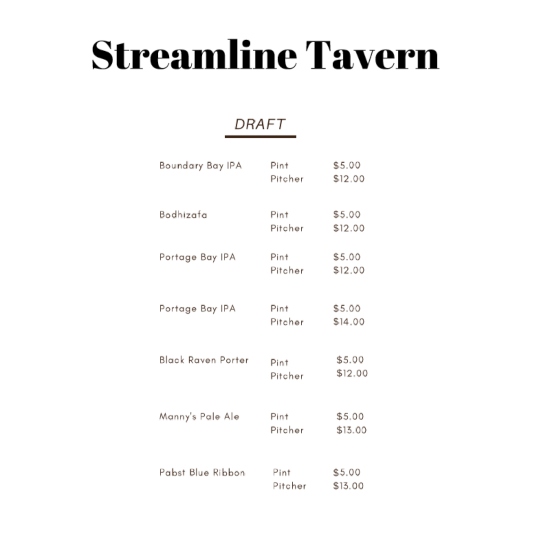 Streamline Tavern
DRAFT
Boundary Bay IPA Pint $5.00
Pitcher $12.00
Bodhizafa Pint $5.00
Pitcher $12.00
Portage Bay IPA Pint $5.00
Pitcher $12.00
Portage Bay IPA Pint $5.00
Pitcher $14.00
Black Raven Porter Pint $5.00
Pitcher $12.00
Manny's Pale Ale Pint $5.00
Pitcher $13.00
Pabst Blue Ribbon Pint $5.00
Pitcher $13.00